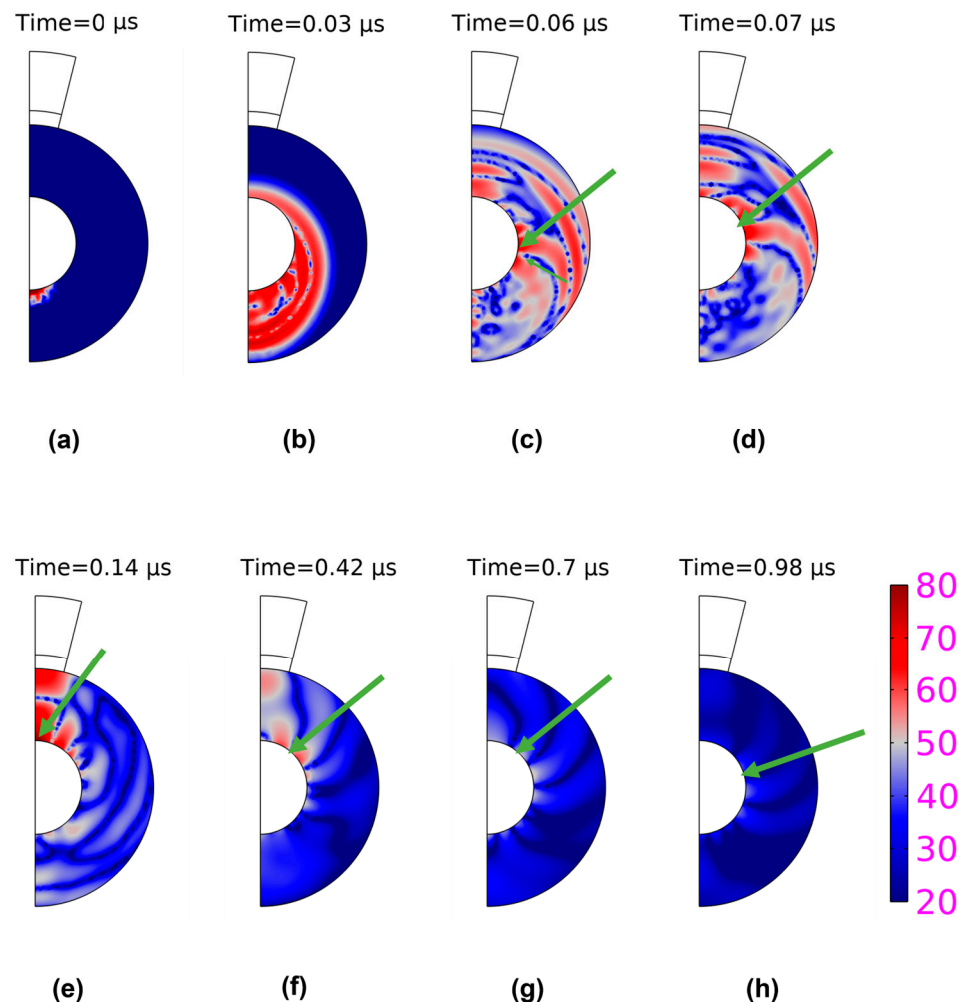 Time=0 μs
Time=0.03 μs
Time=0.06 μs
Time=0.07 μs
(a)
(b)
(c)
(d)
Time=0.14 μs
Time=0.42 μs
Time=0.7 μs
Time=0.98 μs
80
70
60
50
40
30
20
(e)
(f)
(g)
(h)